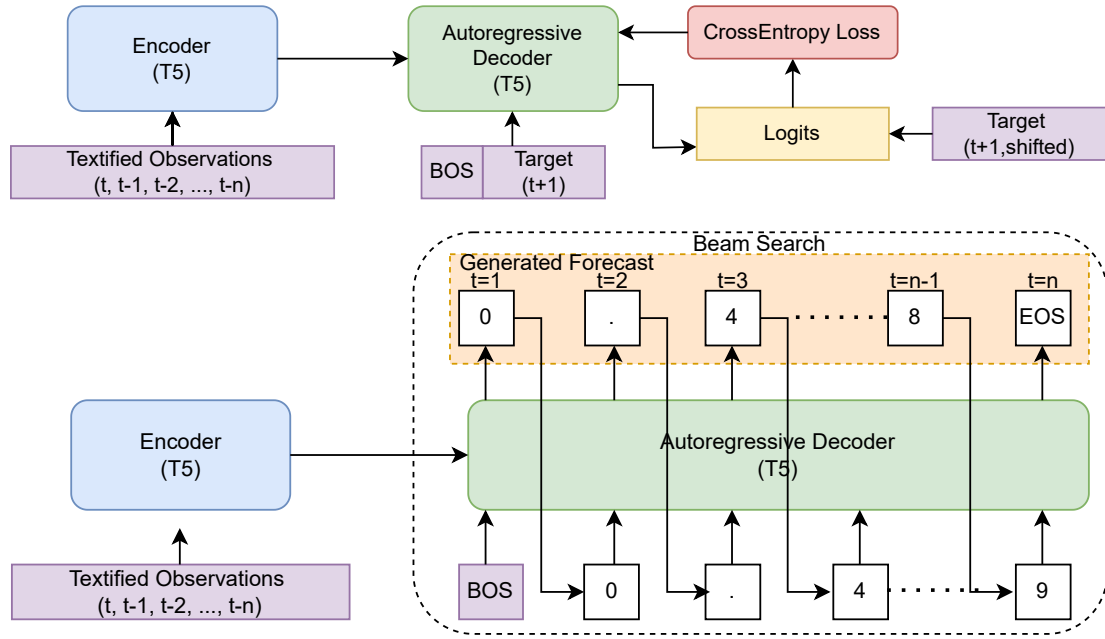 Encoder
(T5)
Autoregressive
Decoder
(T5)
CrossEntropy Loss
Logits
Target
(t+1,shifted)
Textified Observations
(t, t-1, t-2, ..., t-n)
BOS
Target
(t+1)
Beam Search
Generated Forecast
t=1
t=2
t=3
t=n-1
t=n
0
.
4
8
EOS
Encoder
(T5)
Autoregressive Decoder
(T5)
Textified Observations
(t, t-1, t-2, ..., t-n)
BOS
0
.
4
9